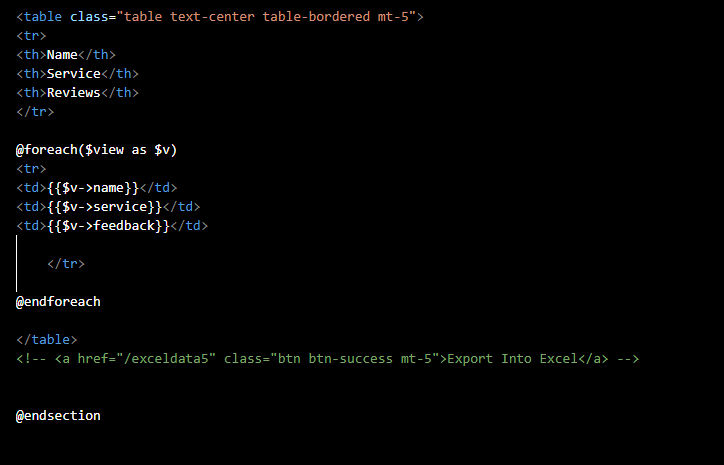 <table class="table text-center table-bordered mt-5">
<tr>
<th>Name</th>
<th>Service</th>
<th>Reviews</th>
</tr>
@foreach($view as $v)
<tr>
<td>{{$v->name}}</td>
<td>{{$v->service}}</td>
<td>{{$v->feedback}}</td>
</tr>
@endforeach
</table>
<!-- <a href="/exceldata5" class="btn btn-success mt-5">Export Into Excel</a> -->
@endsection